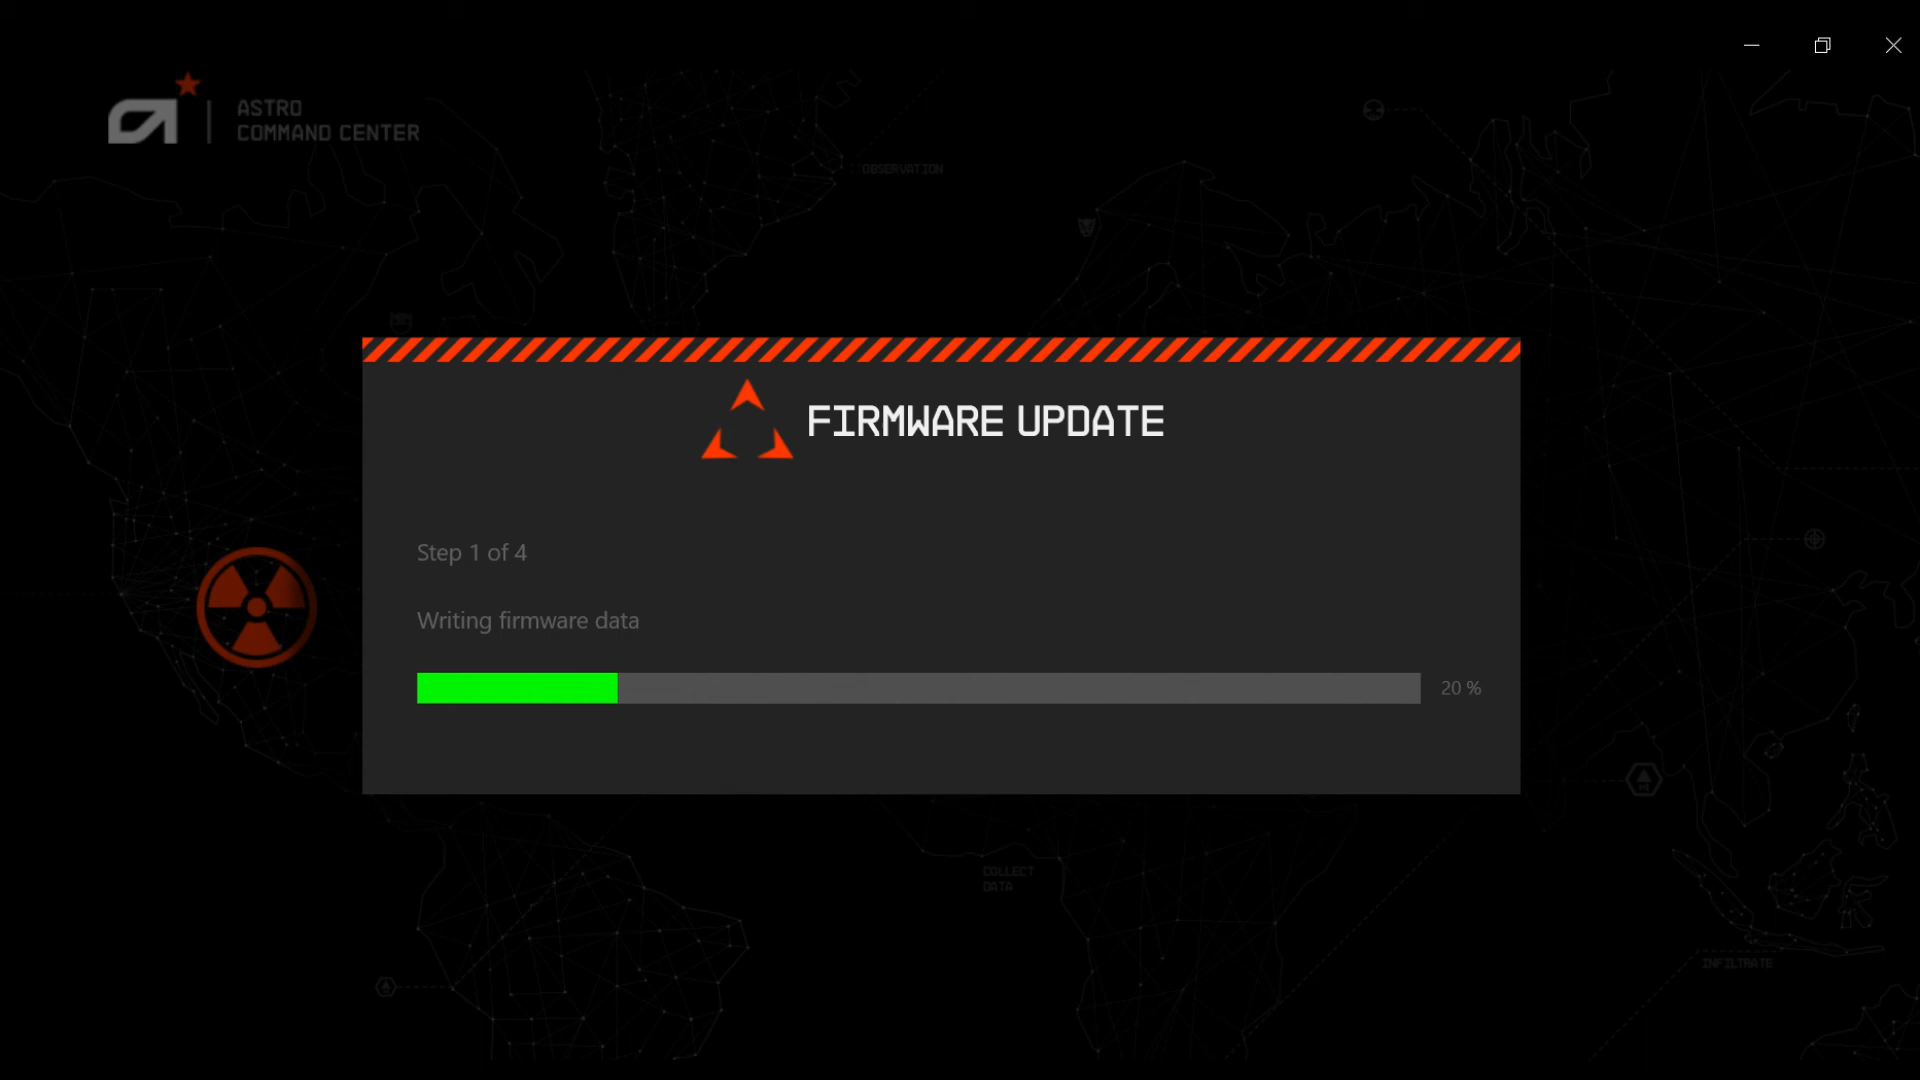 ASTRO
COMMAND CENTER
OBSERVATION
FIRMWARE UPDATE
Step 1 of 4
Writing firmware data
20 %
COLLECT
DATA
INFILTRATE